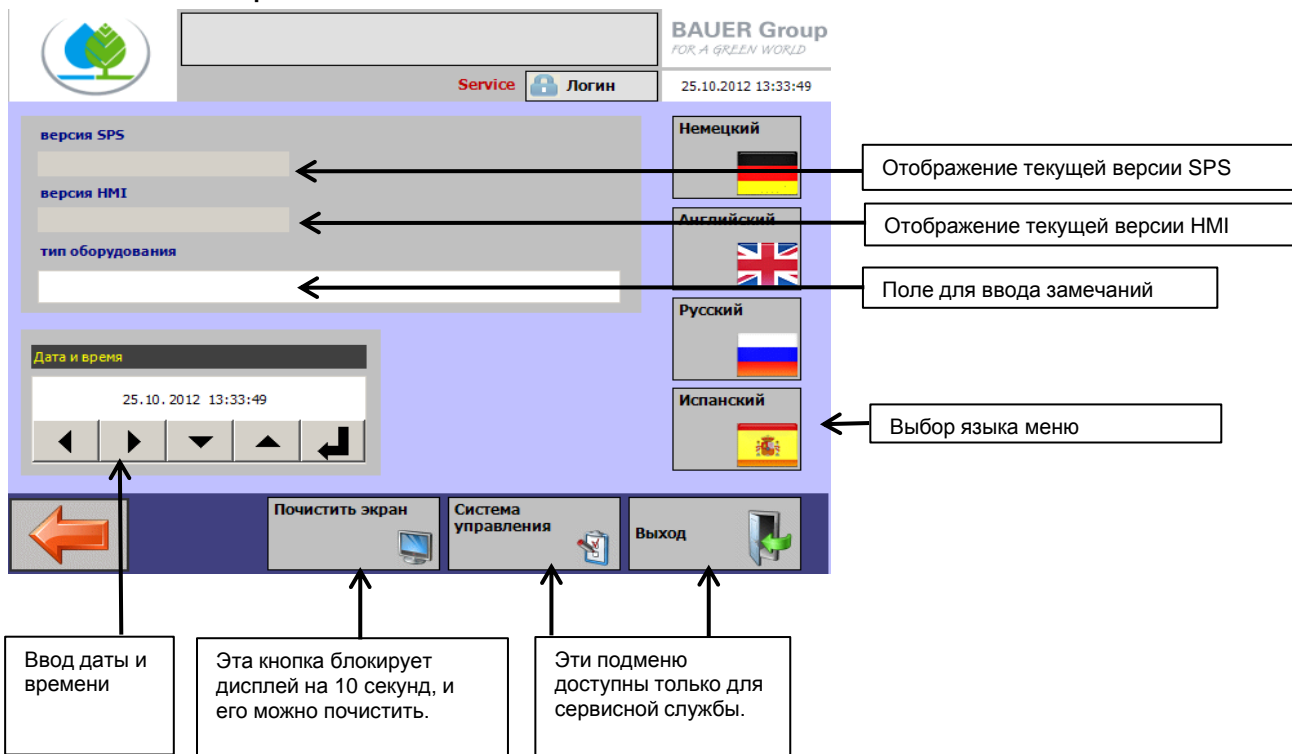 BAUER Group
FOR A GREEN WORLD
Service
Логин
25.10.2012 13:33:49
версия SPS
версия HMI
тип оборудования
Немецкий
Английский
Русский
Испанский
Отображение текущей версии SPS
Отображение текущей версии HMI
Поле для ввода замечаний
Выбор языка меню
Дата и время
25.10.2012 13:33:49
Почистить экран
Система
управления
Выход
Ввод даты и
времени
Эта кнопка блокирует
дисплей на 10 секунд, и
его можно почистить.
Эти подменю
доступны только для
сервисной службы.